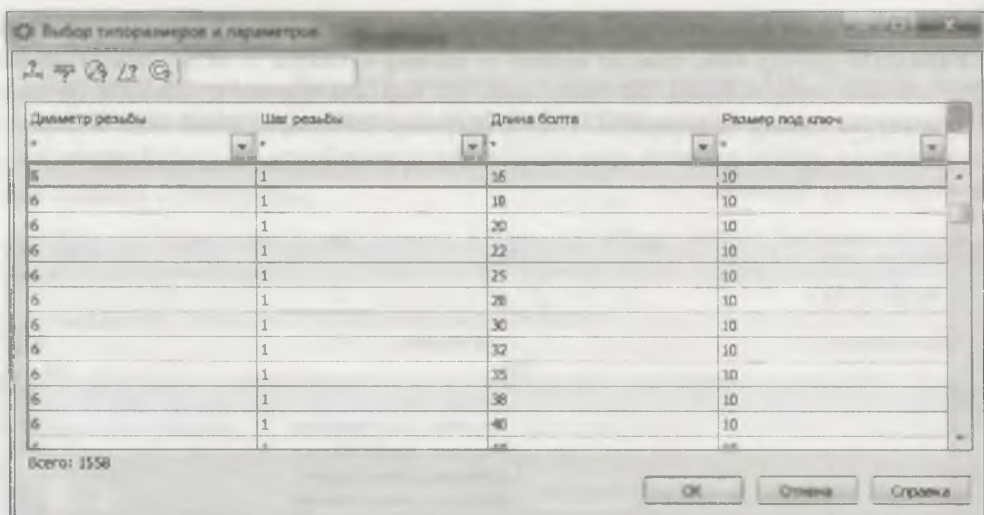 Выбор типоразмеров и параметров
Диаметр резьбы Шаг резьбы Длина болта Размер под ключ
* * * *
6 1 16 10
6 1 18 10
6 1 20 10
6 1 22 10
6 1 25 10
6 1 28 10
6 1 30 10
6 1 32 10
6 1 35 10
6 1 38 10
6 1 40 10
Всего: 1558
ОК Отмена Справка